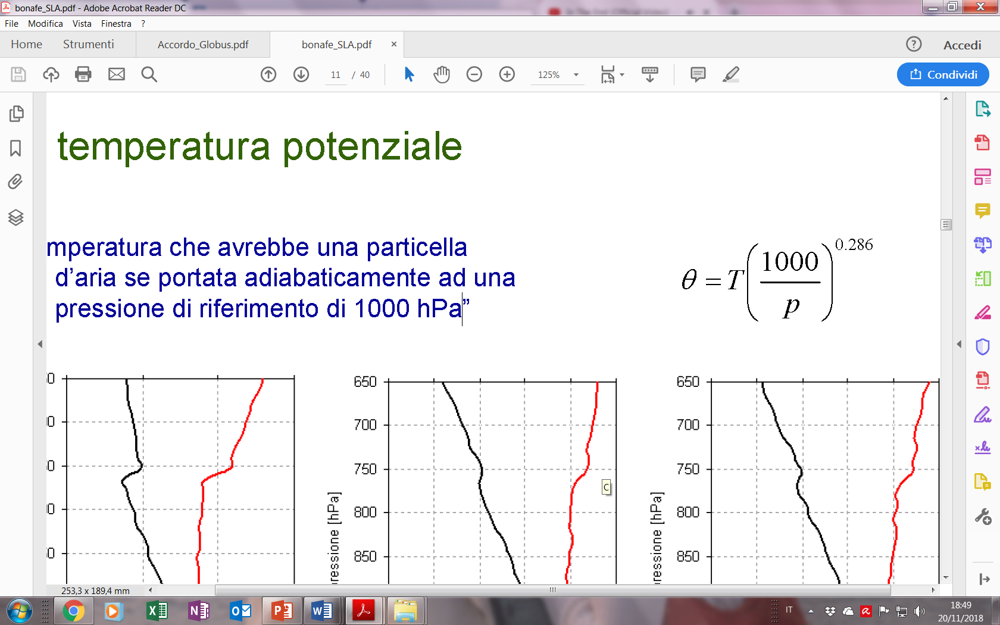 bonafe_SLA.pdf - Adobe Acrobat Reader DC
File Modifica Vista Finestra ?
Home Strumenti Accordo_Globus.pdf bonafe_SLA.pdf × ? Accedi
11 / 40 125% Condividi
temperatura potenziale
mperatura che avrebbe una particella
d’aria se portata adiabaticamente ad una
pressione di riferimento di 1000 hPa”
θ = T(1000/p)^0.286
650 650
700 700
750 750
800 800
850 850
ressione [hPa] ressione [hPa]
C
253,3 x 189,4 mm
IT
18:49
20/11/2018